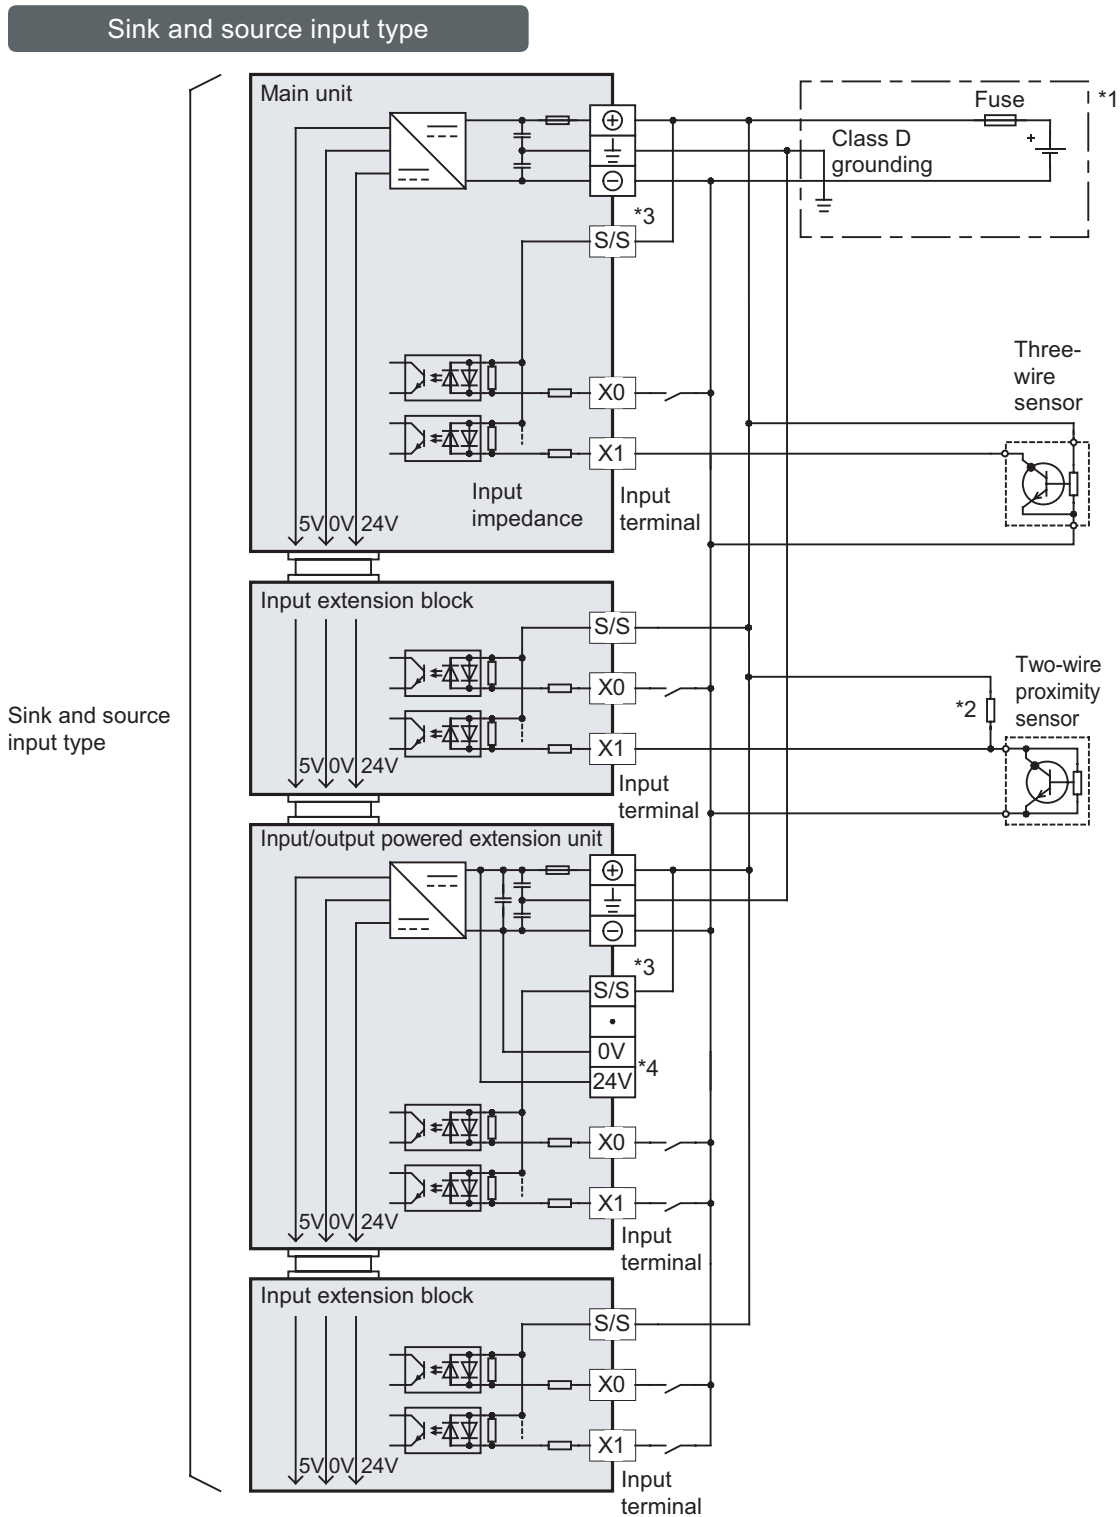 Sink and source input type
Main unit
Fuse
*1
+
Class D
grounding
*3
S/S
X0
X1
Three-
wire
sensor
Input
impedance
Input
terminal
5V 0V 24V
Input extension block
S/S
X0
X1
Two-wire
proximity
sensor
*2
Sink and source
input type
5V 0V 24V
Input
terminal
Input/output powered extension unit
*3
S/S
•
0V
24V
*4
X0
X1
5V 0V 24V
Input
terminal
Input extension block
S/S
X0
X1
5V 0V 24V
Input
terminal